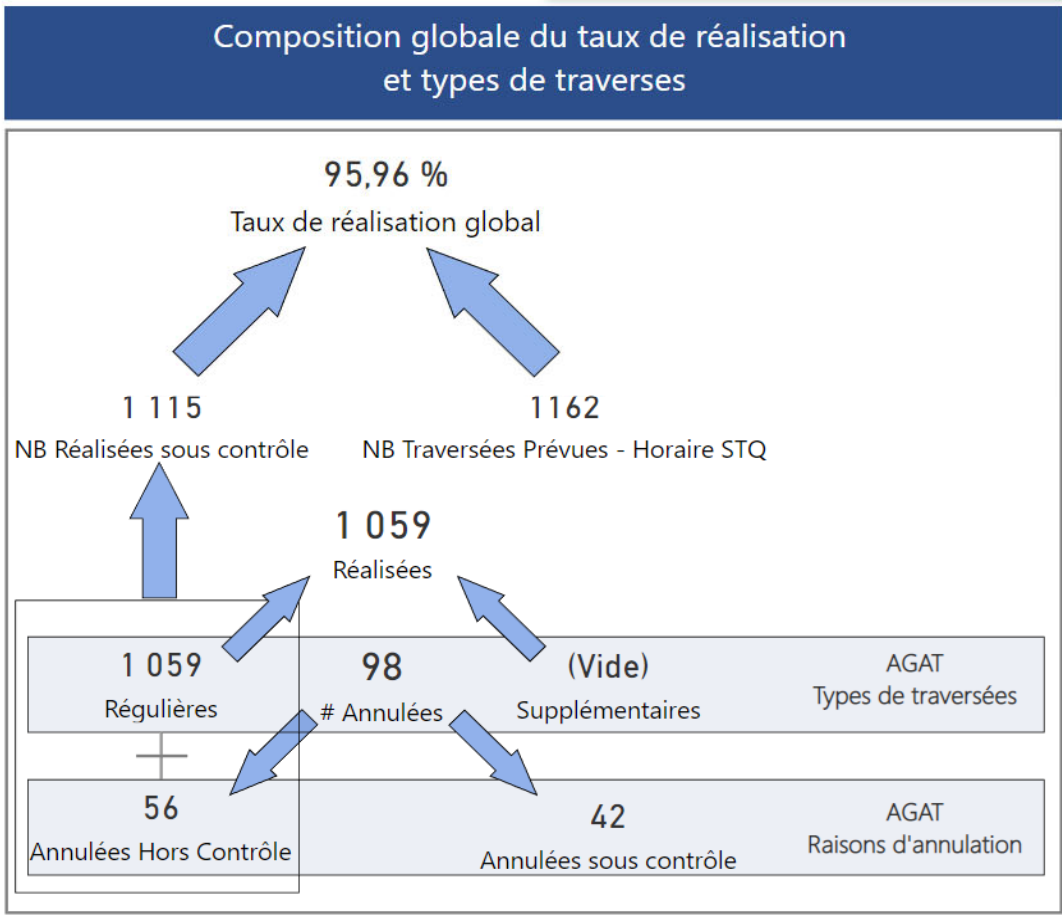 Composition globale du taux de réalisation
et types de traverses
95,96 %
Taux de réalisation global
1 115
NB Réalisées sous contrôle
1162
NB Traversées Prévues - Horaire STQ
1 059
Réalisées
1 059
Régulières
98
# Annulées
(Vide)
Supplémentaires
AGAT
Types de traversées
56
Annulées Hors Contrôle
42
Annulées sous contrôle
AGAT
Raisons d'annulation